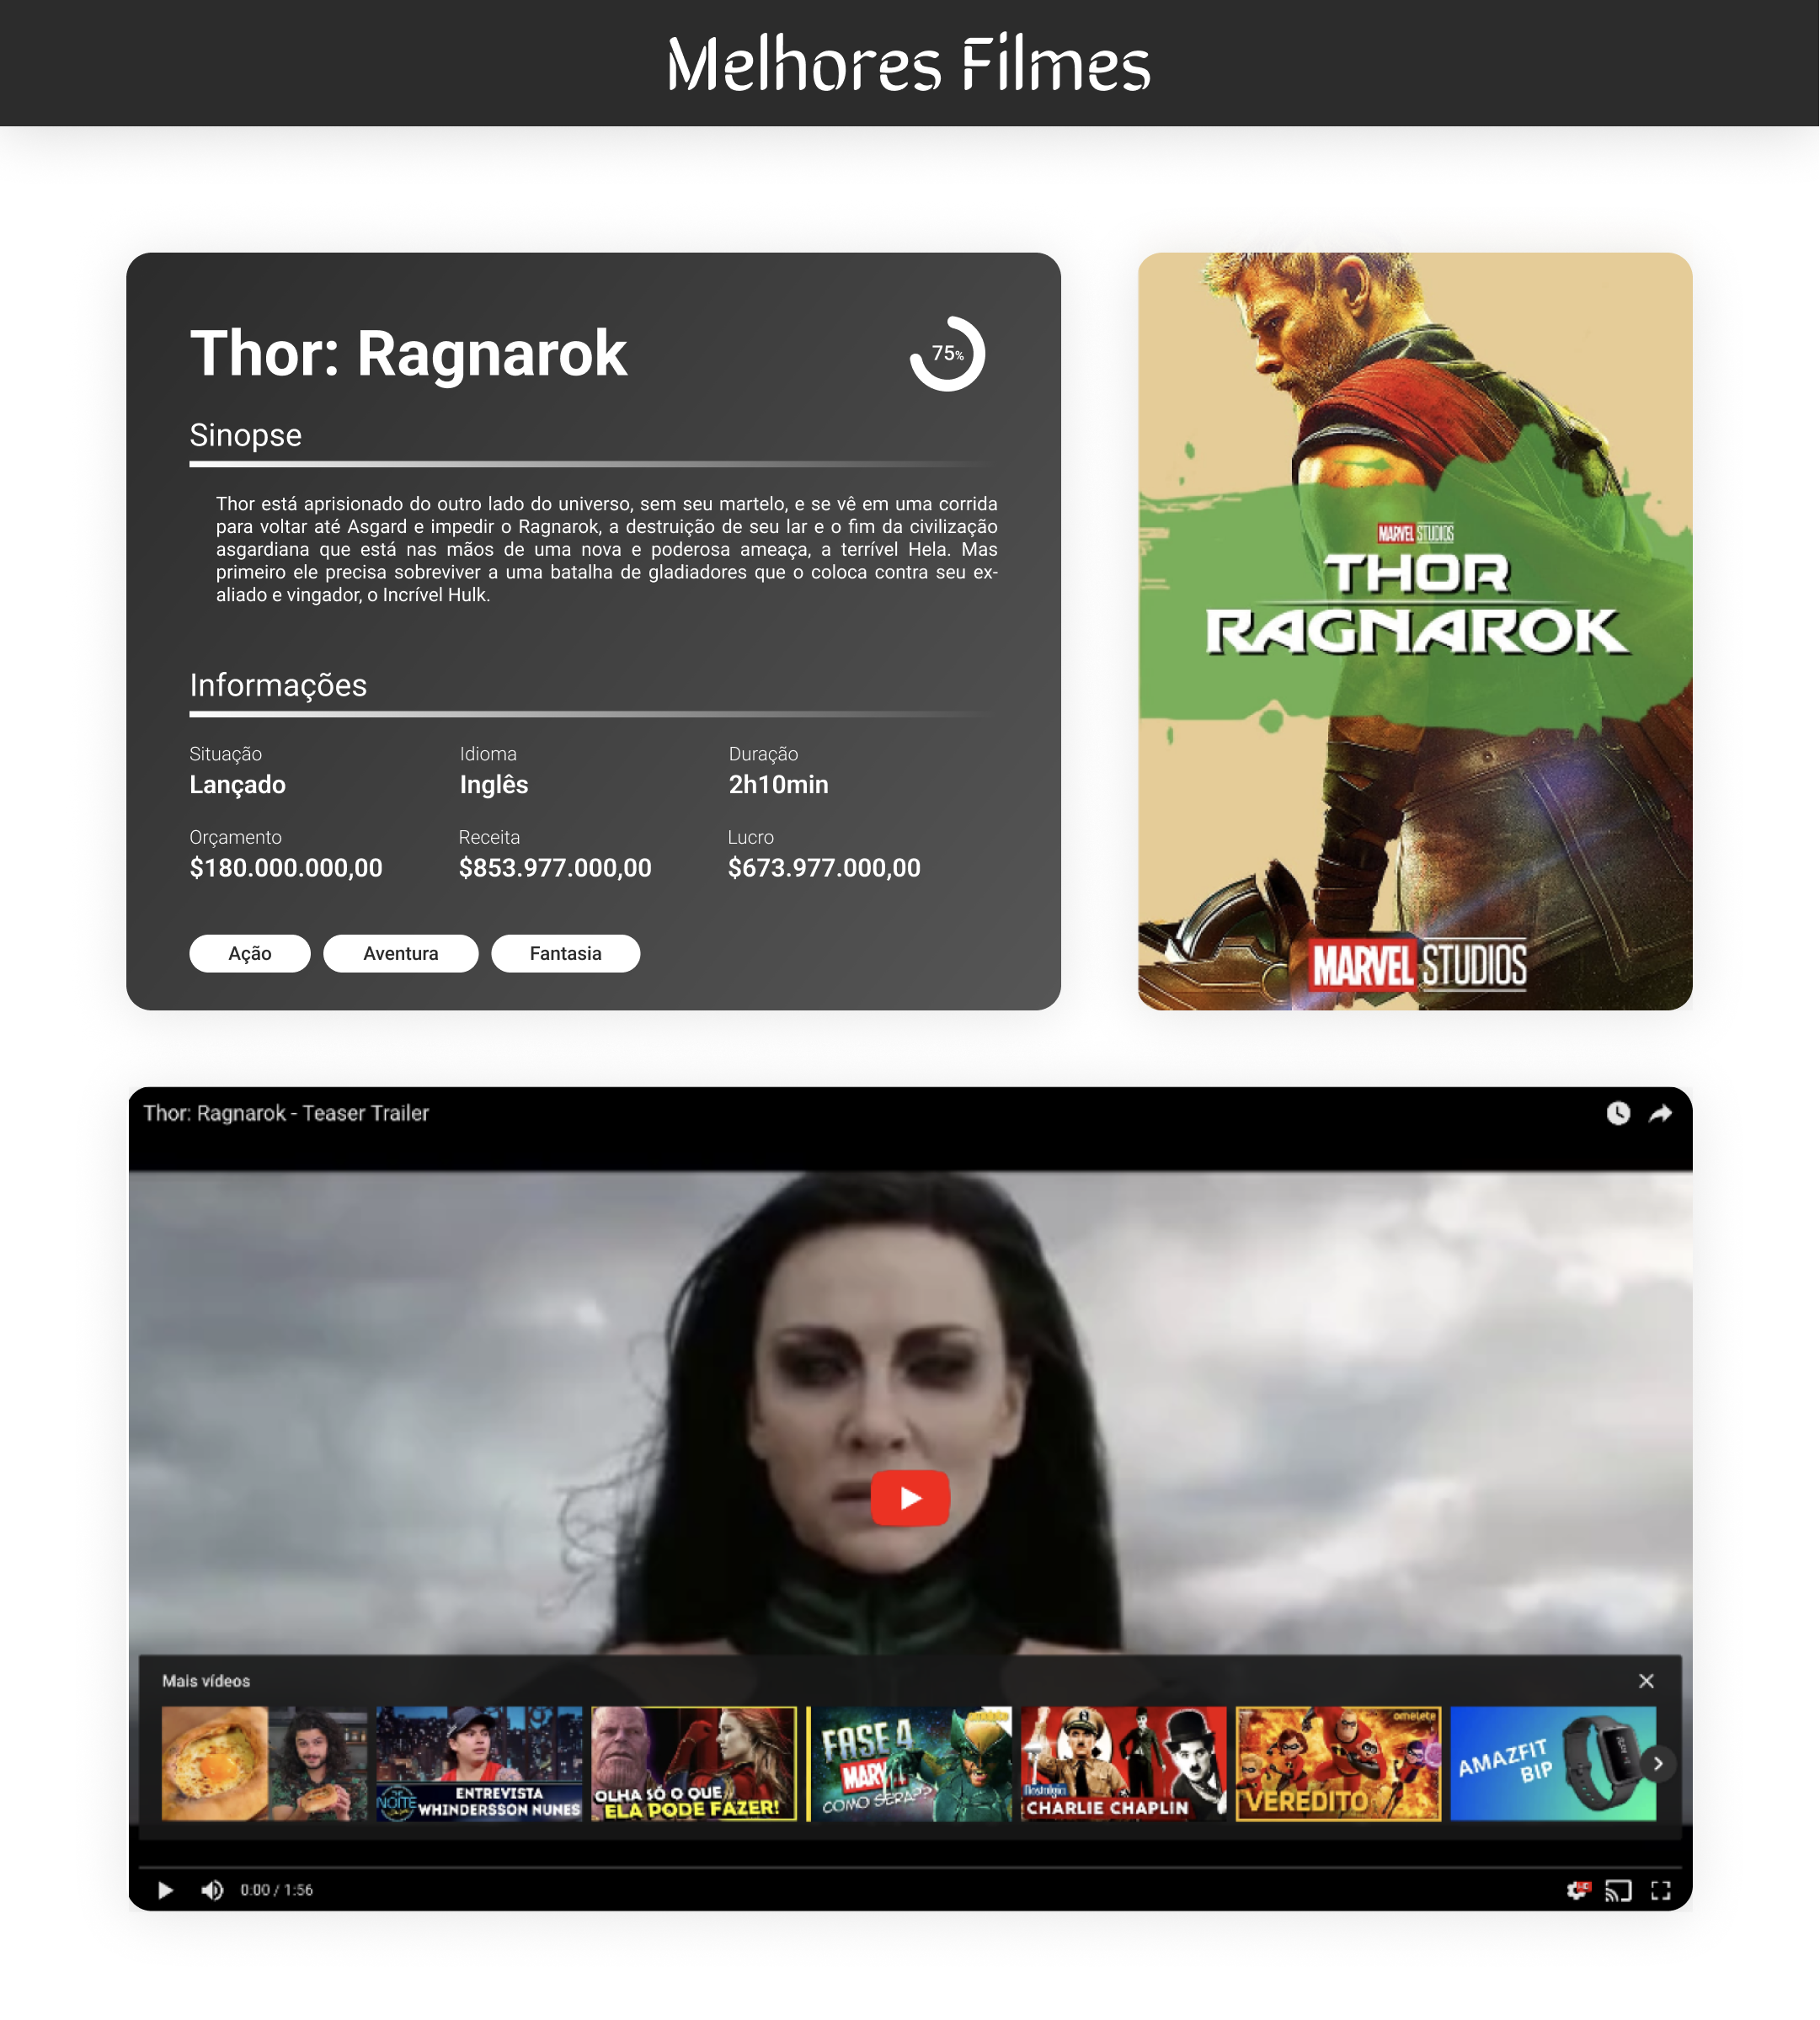 Melhores Filmes
Thor: Ragnarok
75%
Sinopse
Thor está aprisionado do outro lado do universo, sem seu martelo, e se vê em uma corrida
para voltar até Asgard e impedir o Ragnarok, a destruição de seu lar e o fim da civilização
asgardiana que está nas mãos de uma nova e poderosa ameaça, a terrível Hela. Mas
primeiro ele precisa sobreviver a uma batalha de gladiadores que o coloca contra seu ex-
aliado e vingador, o Incrível Hulk.
Informações
Situação
Lançado
Idioma
Inglês
Duração
2h10min
Orçamento
$180.000.000,00
Receita
$853.977.000,00
Lucro
$673.977.000,00
Ação
Aventura
Fantasia
MARVEL STUDIOS
THOR
RAGNAROK
MARVEL STUDIOS
Thor: Ragnarok - Teaser Trailer
Mais vídeos
NOITE
ENTREVISTA
WHINDERSSON NUNES
OLHA SÓ O QUE
ELA PODE FAZER!
FASE 4
MARV
COMO SERÁ??
Nostalgia
CHARLIE CHAPLIN
omelete
VEREDITO
AMAZFIT
BIP
0:00 / 1:56